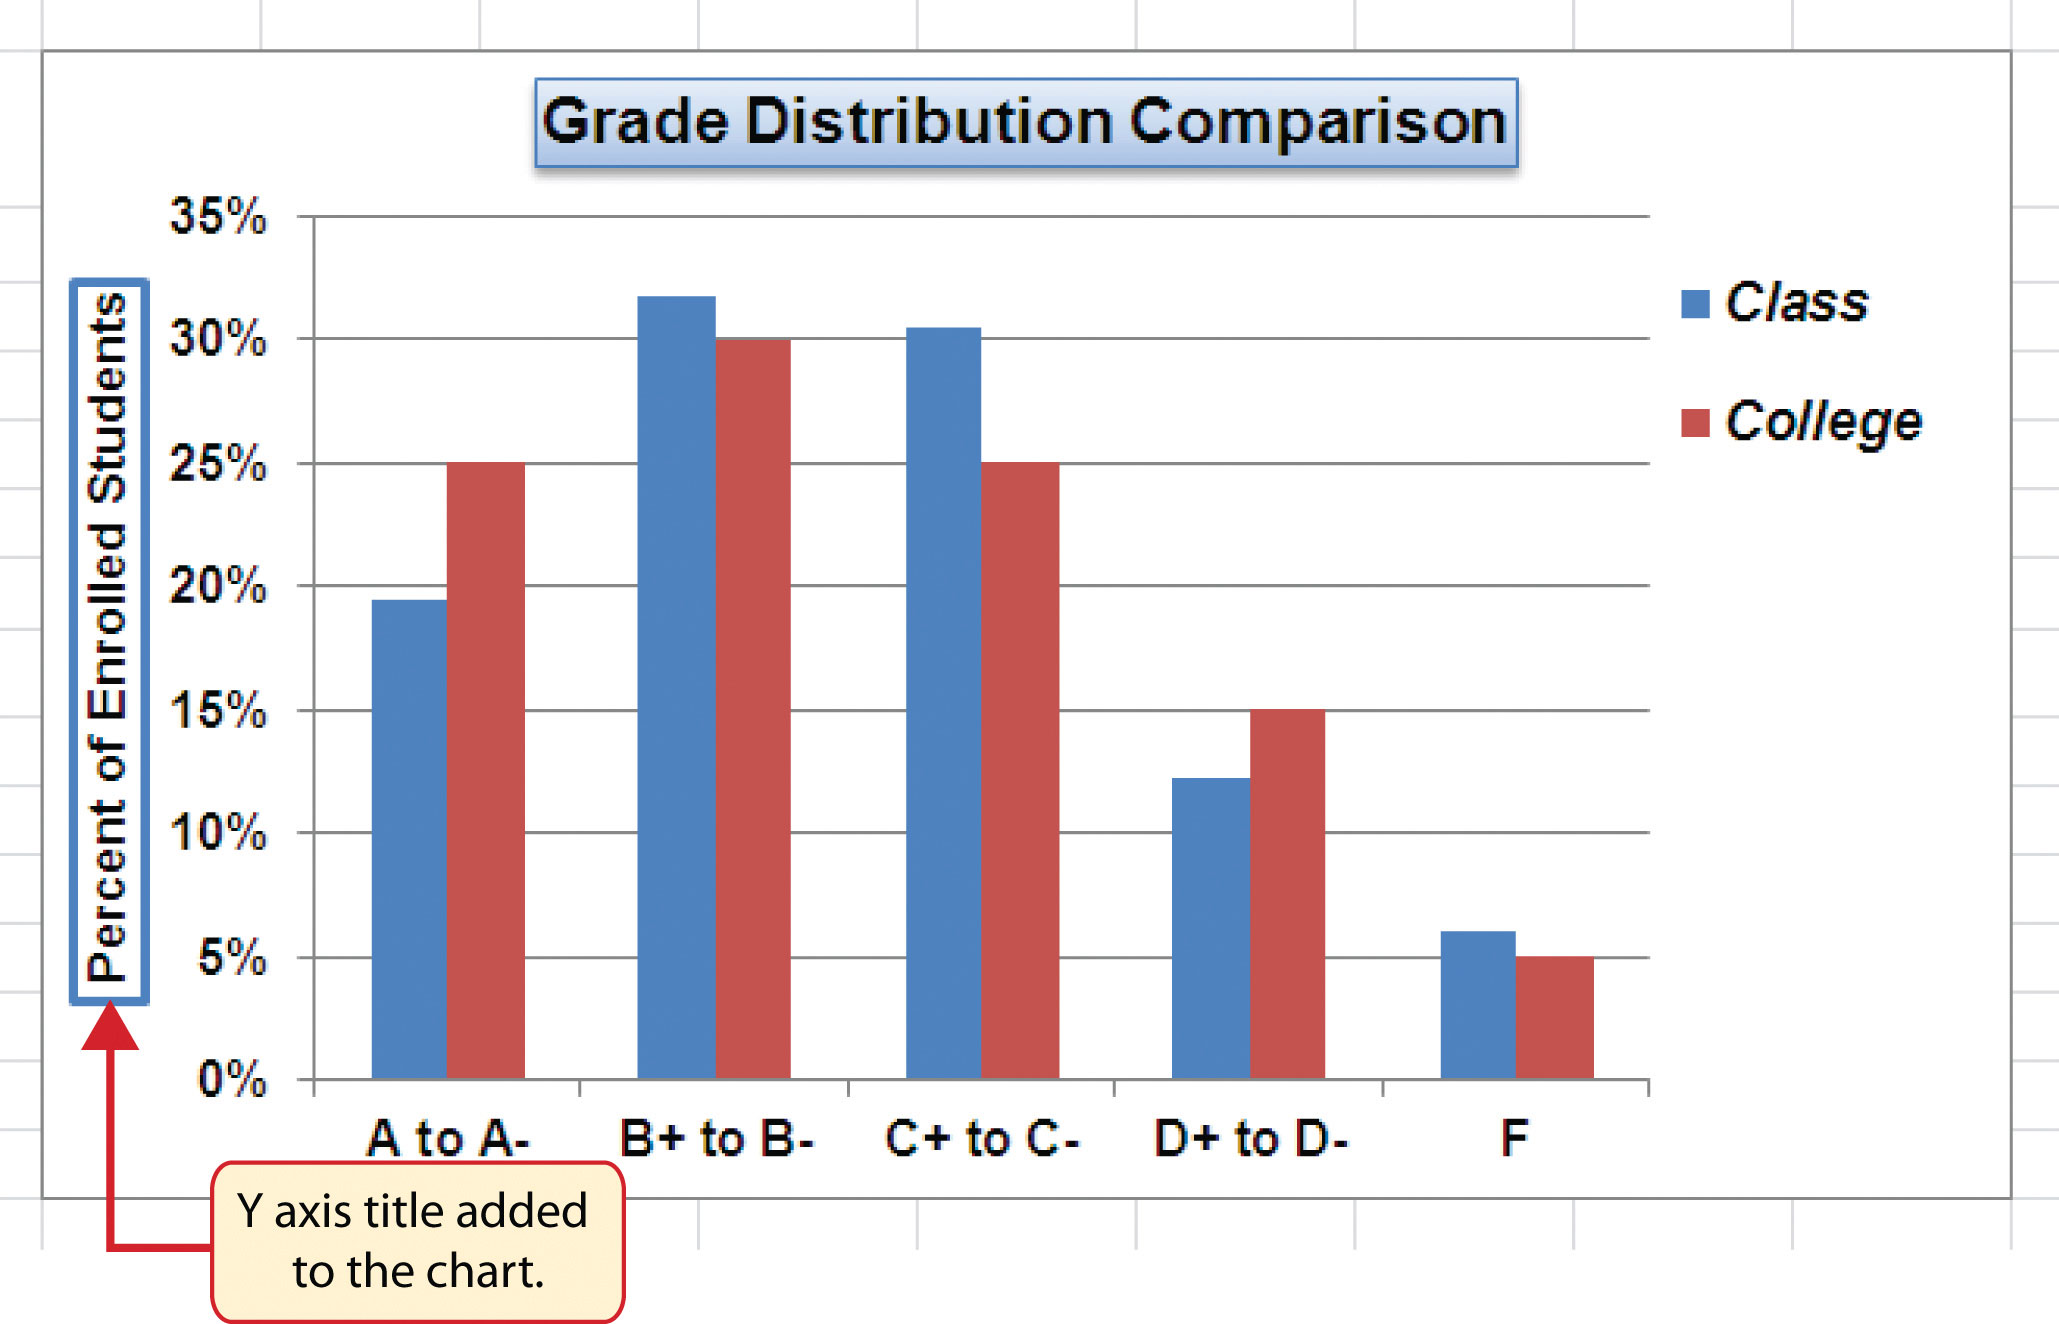 Grade Distribution Comparison
Percent of Enrolled Students
35%
30%
25%
20%
15%
10%
5%
0%
A to A-
B+ to B-
C+ to C-
D+ to D-
F
Class
College
Y axis title added
to the chart.